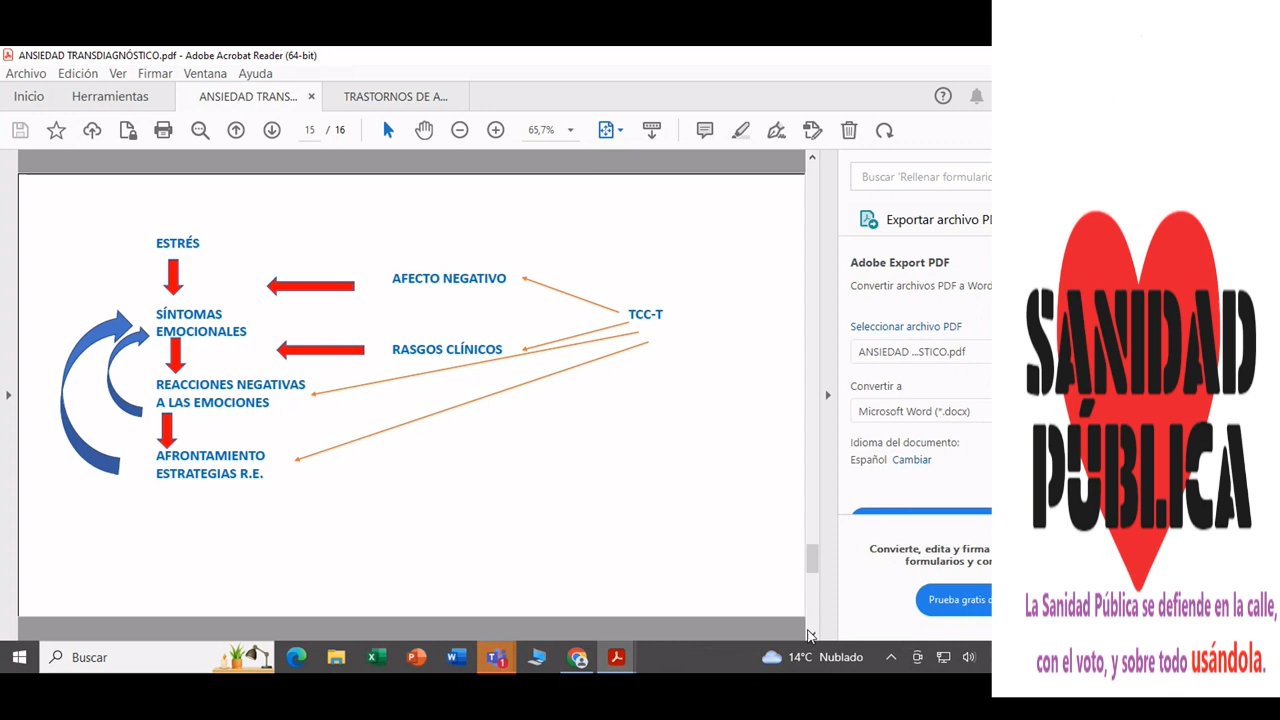 ANSIEDAD TRANSDIAGNÓSTICO.pdf - Adobe Acrobat Reader (64-bit)
Archivo Edición Ver Firmar Ventana Ayuda
Inicio Herramientas ANSIEDAD TRANS... × TRASTORNOS DE A...
15 / 16 65,7%
Buscar 'Rellenar formulario
Exportar archivo PD
Adobe Export PDF
Convertir archivos PDF a Word
Seleccionar archivo PDF
ANSIEDAD ...STICO.pdf
Convertir a
Microsoft Word (*.docx)
Idioma del documento:
Español Cambiar
Convierte, edita y firma
formularios y con
Prueba gratis d
ESTRÉS
AFECTO NEGATIVO
SÍNTOMAS
EMOCIONALES
TCC-T
RASGOS CLÍNICOS
REACCIONES NEGATIVAS
A LAS EMOCIONES
AFRONTAMIENTO
ESTRATEGIAS R.E.
Buscar
14°C Nublado
SANIDAD
PÚBLICA
La Sanidad Pública se defiende en la calle,
con el voto, y sobre todo usándola.